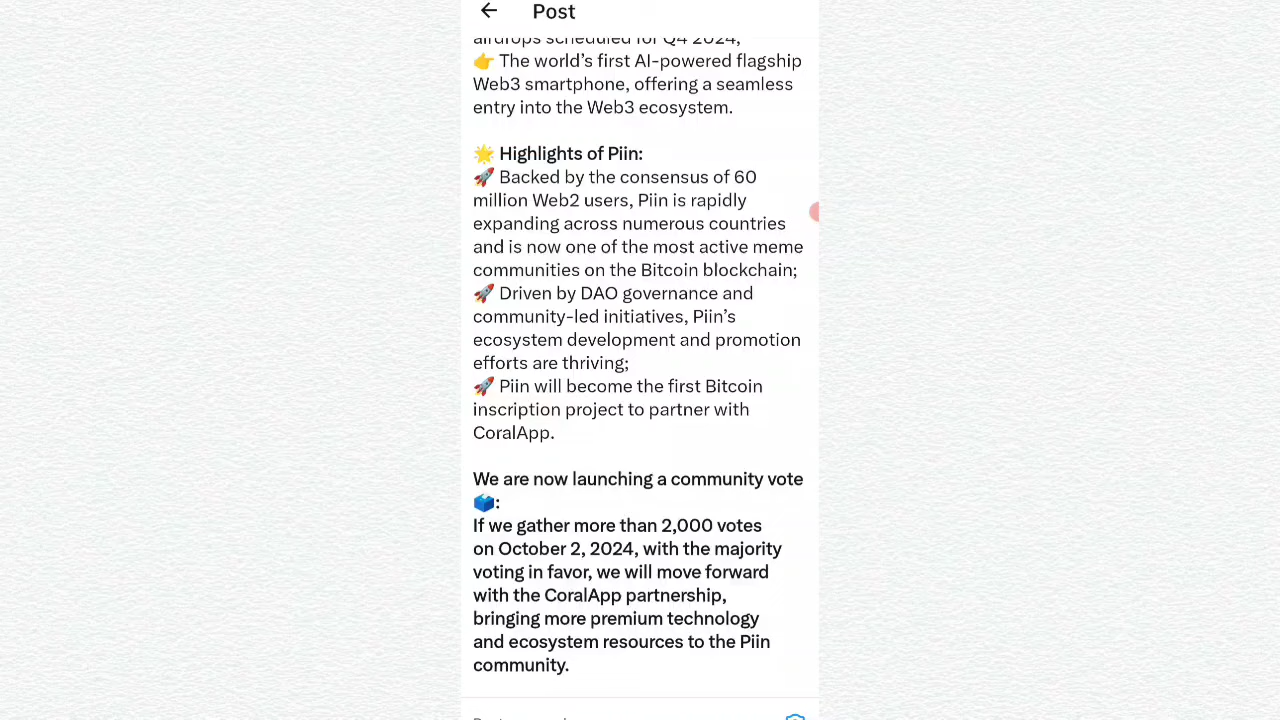 Post
airdrops scheduled for Q4 2024;
👉 The world's first AI-powered flagship
Web3 smartphone, offering a seamless
entry into the Web3 ecosystem.
🌟 Highlights of Piin:
🚀 Backed by the consensus of 60
million Web2 users, Piin is rapidly
expanding across numerous countries
and is now one of the most active meme
communities on the Bitcoin blockchain;
🚀 Driven by DAO governance and
community-led initiatives, Piin's
ecosystem development and promotion
efforts are thriving;
🚀 Piin will become the first Bitcoin
inscription project to partner with
CoralApp.
We are now launching a community vote
🗳️:
If we gather more than 2,000 votes
on October 2, 2024, with the majority
voting in favor, we will move forward
with the CoralApp partnership,
bringing more premium technology
and ecosystem resources to the Piin
community.